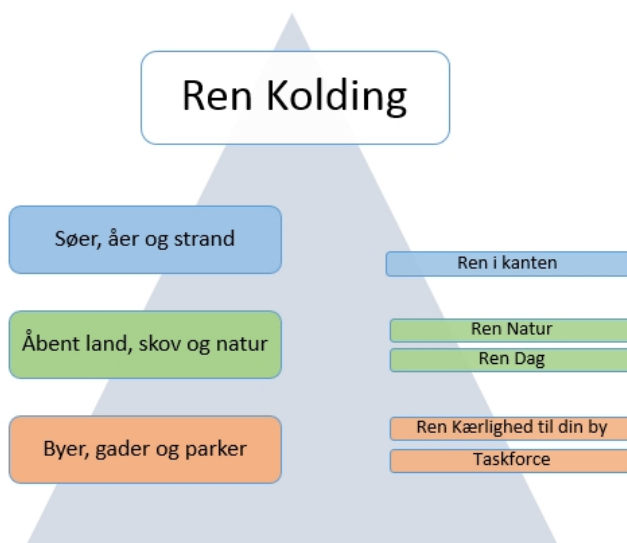 Ren Kolding
Søer, åer og strand
Ren i kanten
Åbent land, skov og natur
Ren Natur
Ren Dag
Byer, gader og parker
Ren Kærlighed til din by
Taskforce